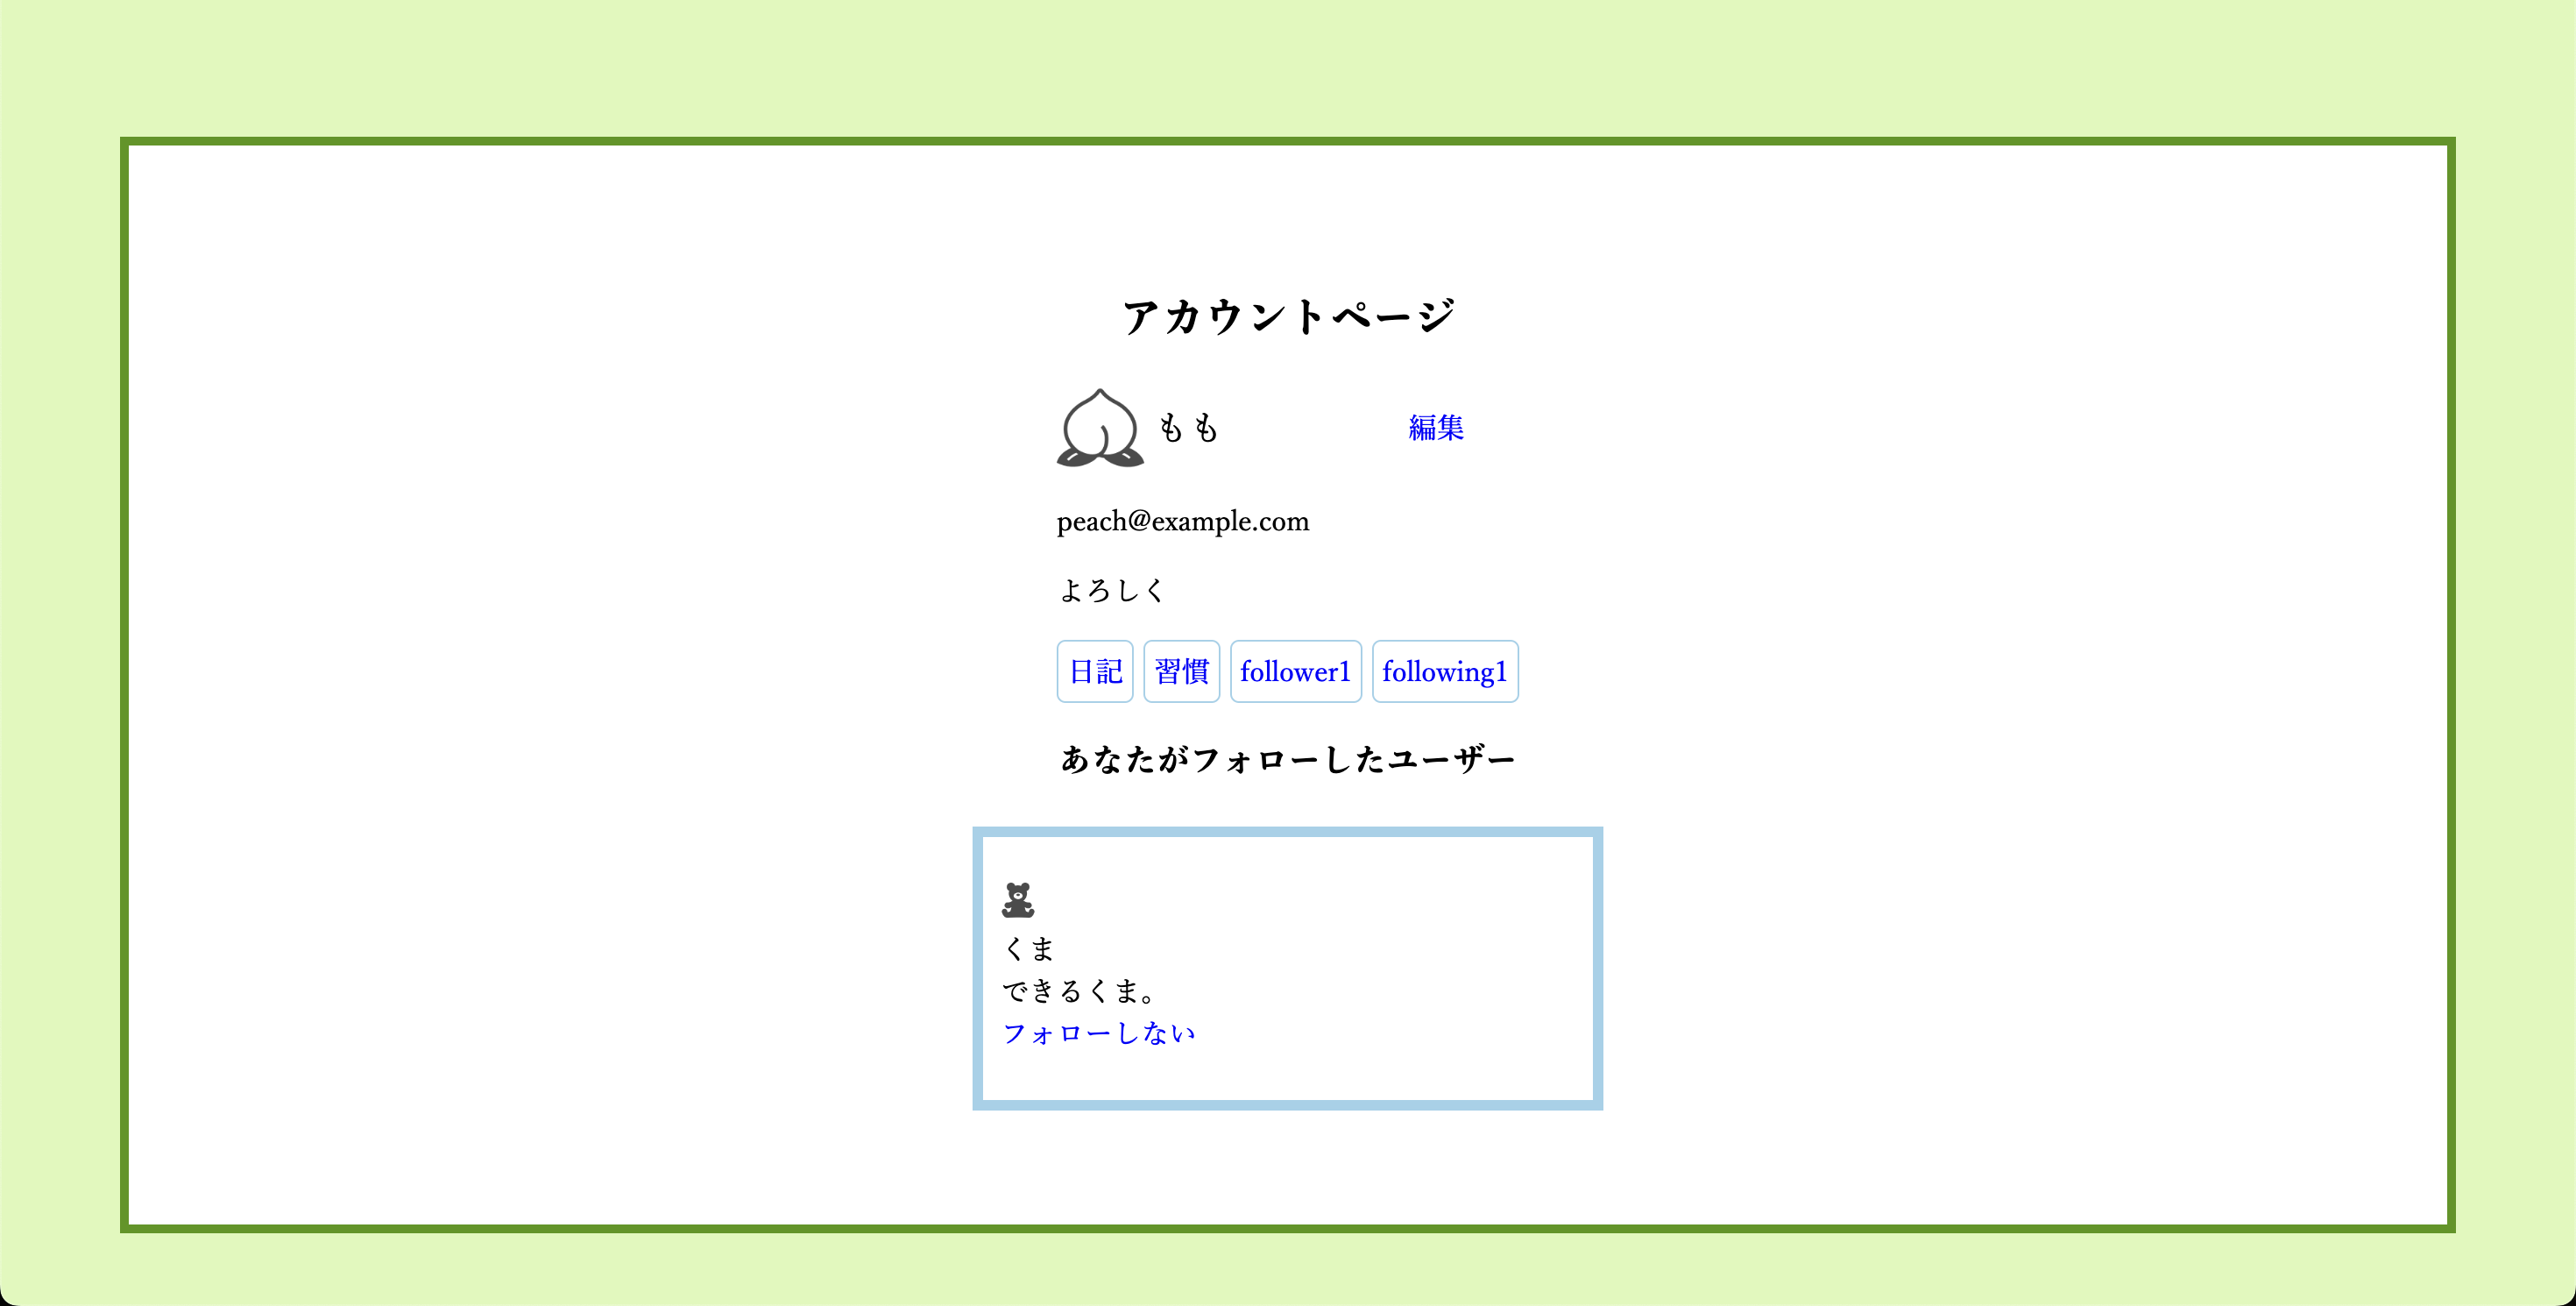 アカウントページ
もも 編集
peach@example.com
よろしく
日記 習慣 follower1 following1
あなたがフォローしたユーザー
くま
できるくま。
フォローしない